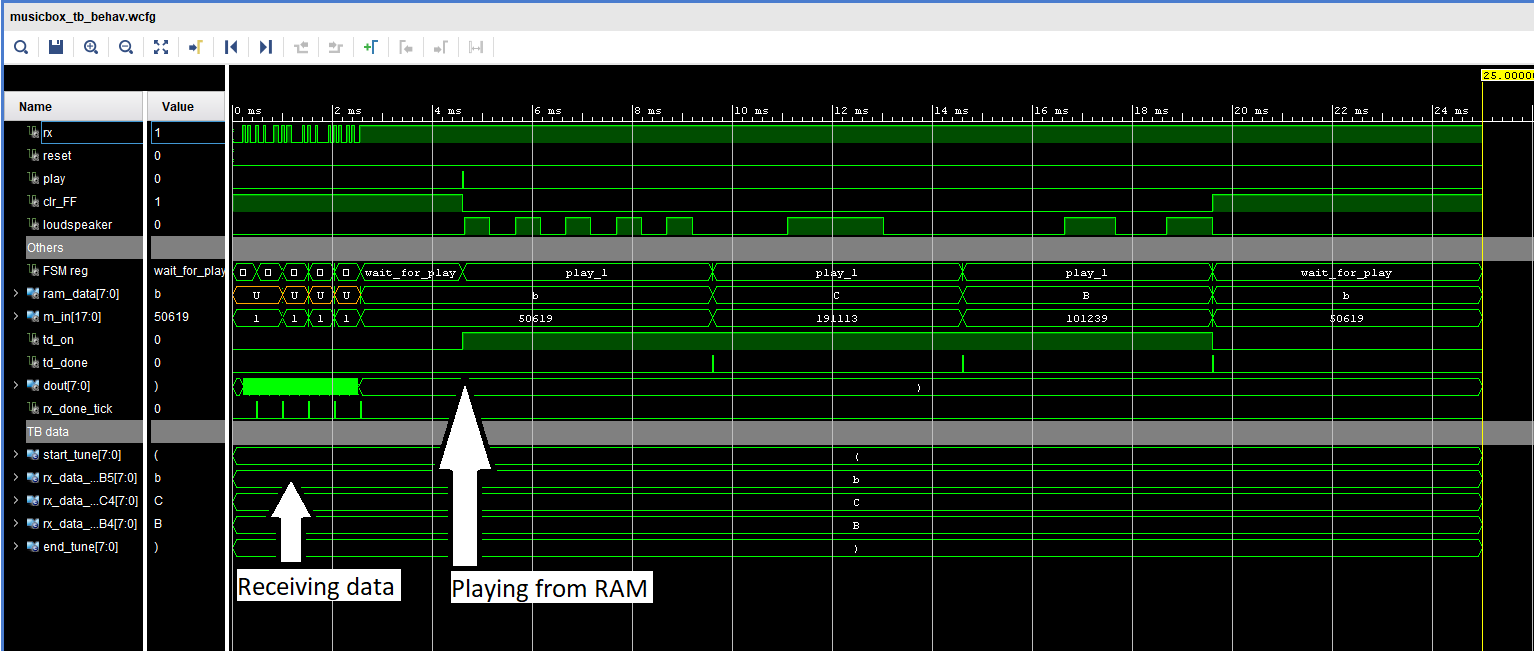 musicbox_tb_behav.wcfg
25.0000
Name Value 0 ms 2 ms 4 ms 6 ms 8 ms 10 ms 12 ms 14 ms 16 ms 18 ms 20 ms 22 ms 24 ms
rx 1
reset 0
play 0
clr_FF 1
loudspeaker 0
Others
FSM reg wait_for_play wait_for_play play_1 play_1 play_1 wait_for_play
ram_data[7:0] b U U U U b C B b
m_in[17:0] 50619 1 1 1 1 50619 191113 101239 50619
td_on 0
td_done 0
dout[7:0] ) )
rx_done_tick 0
TB data
start_tune[7:0] ( (
rx_data_...B5[7:0] b b
rx_data_...C4[7:0] C C
rx_data_...B4[7:0] B B
end_tune[7:0] ) )
Receiving data
Playing from RAM